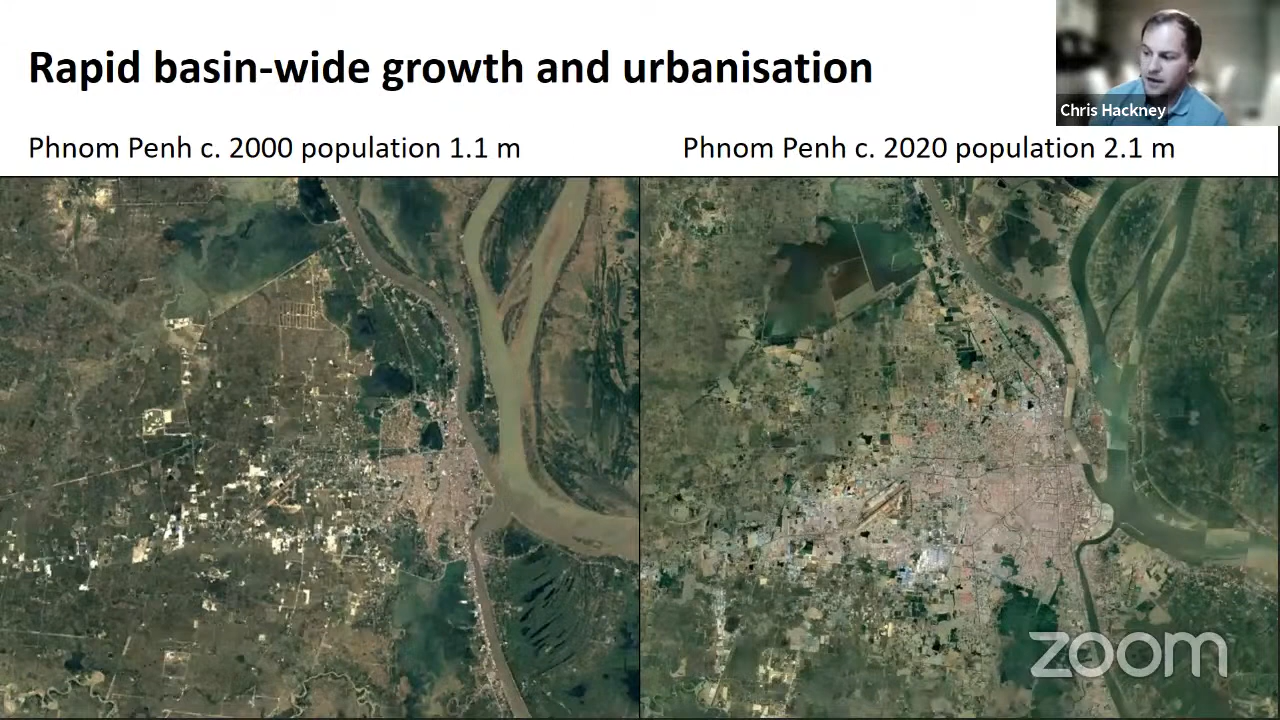 Rapid basin-wide growth and urbanisation
Chris Hackney
Phnom Penh c. 2000 population 1.1 m
Phnom Penh c. 2020 population 2.1 m
zoom